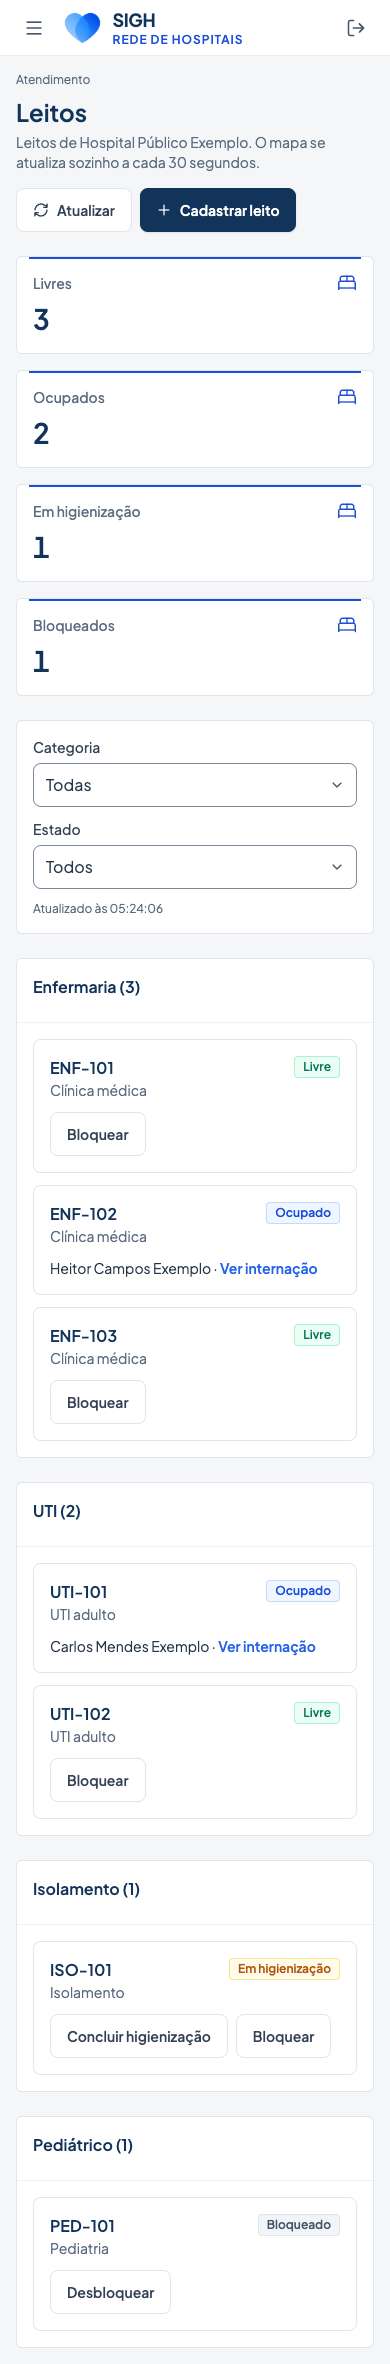 SIGH
REDE DE HOSPITAIS
Atendimento
Leitos
Leitos de Hospital Público Exemplo. O mapa se
atualiza sozinho a cada 30 segundos.
Atualizar
Cadastrar leito
Livres
3
Ocupados
2
Em higienização
1
Bloqueados
1
Categoria
Todas
Estado
Todos
Atualizado às 05:24:06
Enfermaria (3)
ENF-101
Livre
Clínica médica
Bloquear
ENF-102
Ocupado
Clínica médica
Heitor Campos Exemplo · Ver internação
ENF-103
Livre
Clínica médica
Bloquear
UTI (2)
UTI-101
Ocupado
UTI adulto
Carlos Mendes Exemplo · Ver internação
UTI-102
Livre
UTI adulto
Bloquear
Isolamento (1)
ISO-101
Em higienização
Isolamento
Concluir higienização
Bloquear
Pediátrico (1)
PED-101
Bloqueado
Pediatria
Desbloquear